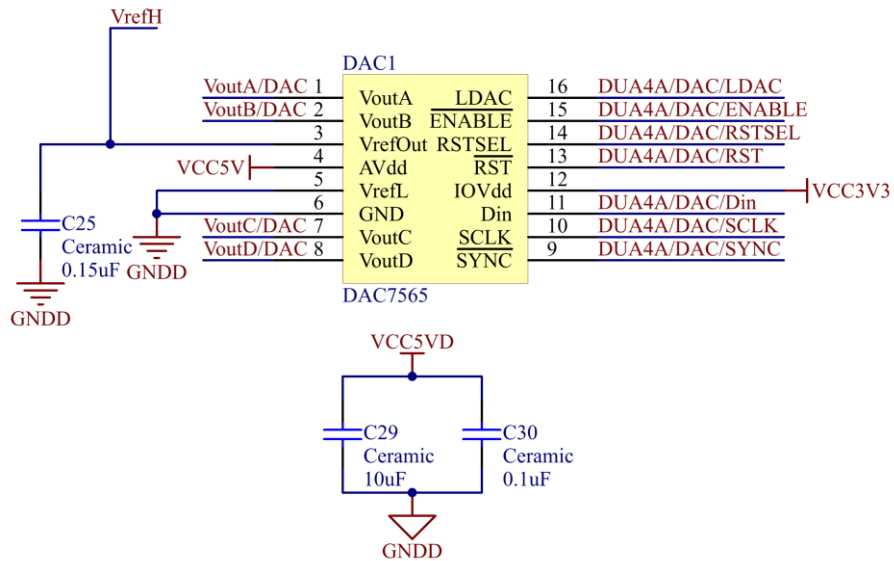 VrefH
DAC1
VoutA/DAC 1 VoutA LDAC 16 DUA4A/DAC/LDAC
VoutB/DAC 2 VoutB ENABLE 15 DUA4A/DAC/ENABLE
3 VrefOut RSTSEL 14 DUA4A/DAC/RSTSEL
VCC5V 4 AVdd RST 13 DUA4A/DAC/RST
5 VrefL IOVdd 12 VCC3V3
6 GND Din 11 DUA4A/DAC/Din
VoutC/DAC 7 VoutC SCLK 10 DUA4A/DAC/SCLK
VoutD/DAC 8 VoutD SYNC 9 DUA4A/DAC/SYNC
C25
Ceramic
0.15uF
GNDD
GNDD
DAC7565
VCC5VD
C29
Ceramic
10uF
C30
Ceramic
0.1uF
GNDD